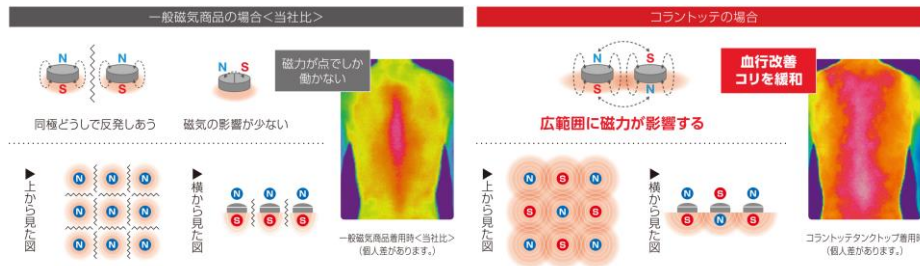 一般磁気商品の場合<当社比>
N
N
S
S
N
S
磁力が点でしか
働かない
同極どうしで反発しあう
磁気の影響が少ない
▶上から見た図
N
N
N
N
N
N
N
N
N
▶横から見た図
N
N
N
S
S
S
一般磁気商品着用時<当社比>
(個人差があります。)
コラントッテの場合
N
S
S
N
血行改善
コリを緩和
広範囲に磁力が影響する
▶上から見た図
N
S
N
S
N
S
N
S
N
▶横から見た図
N
S
N
S
N
S
コラントッテタンクトップ着用時
(個人差があります。)